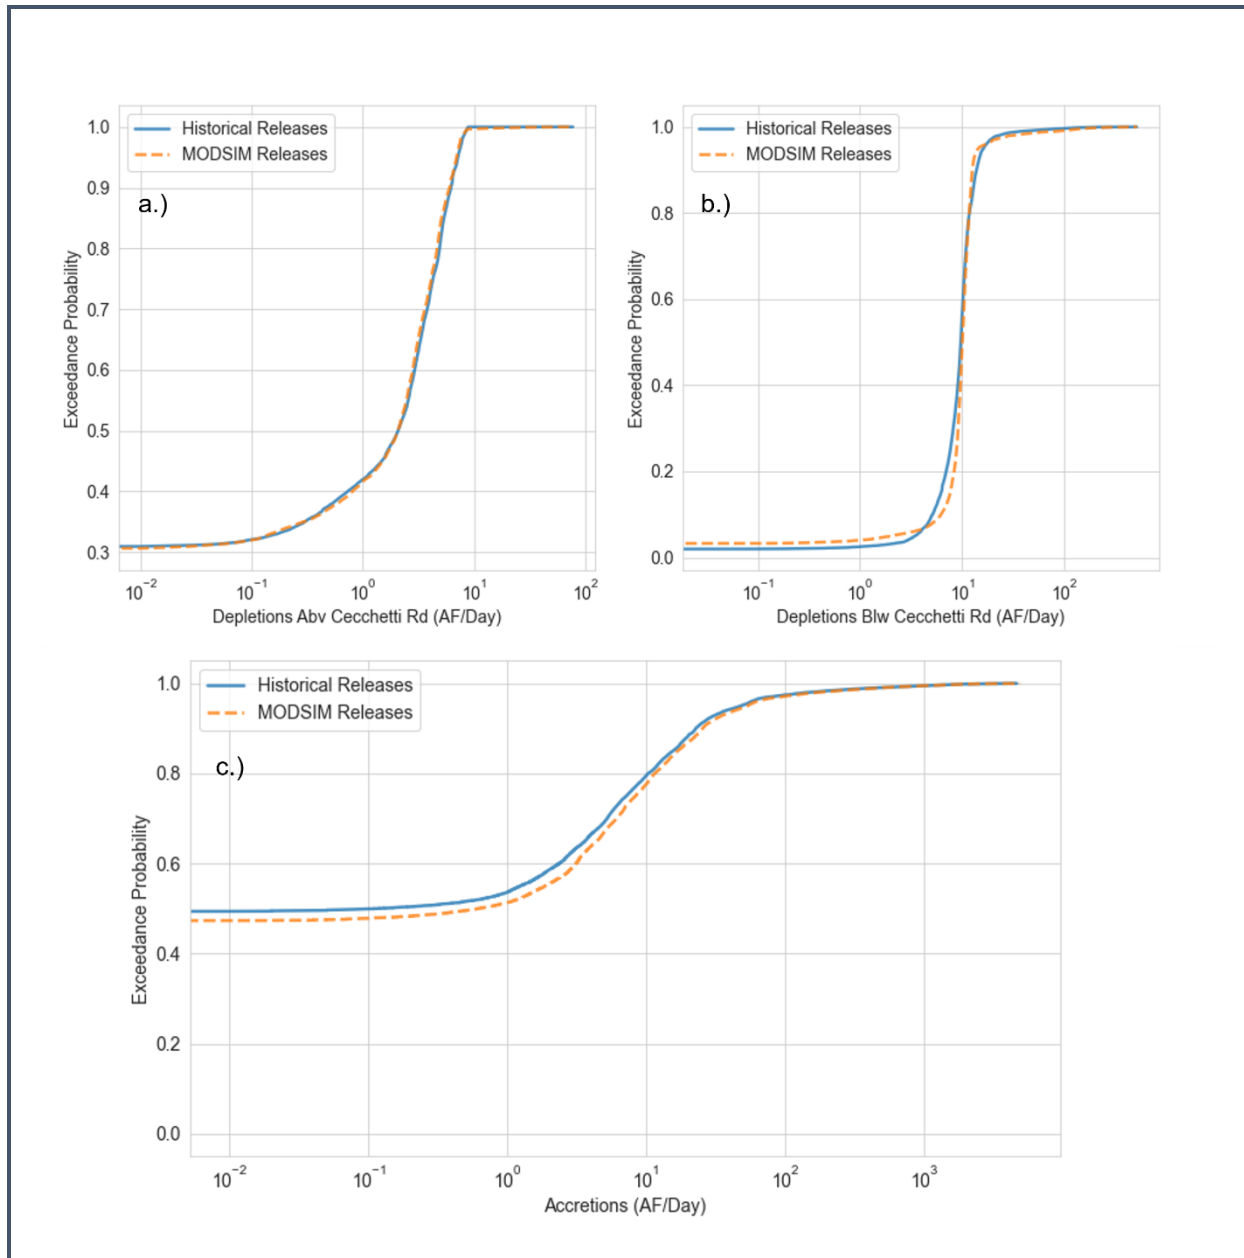 Historical Releases
MODSIM Releases
a.)
1.0
0.9
0.8
0.7
0.6
0.5
0.4
0.3
Exceedance Probability
10⁻² 10⁻¹ 10⁰ 10¹ 10²
Depletions Abv Cecchetti Rd (AF/Day)
Historical Releases
MODSIM Releases
b.)
1.0
0.8
0.6
0.4
0.2
0.0
Exceedance Probability
10⁻¹ 10⁰ 10¹ 10²
Depletions Blw Cecchetti Rd (AF/Day)
Historical Releases
MODSIM Releases
c.)
1.0
0.8
0.6
0.4
0.2
0.0
Exceedance Probability
10⁻² 10⁻¹ 10⁰ 10¹ 10² 10³
Accretions (AF/Day)